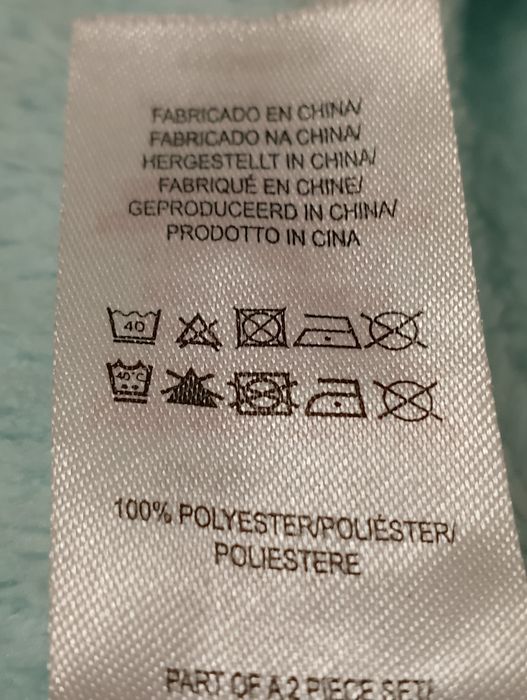 FABRICADO EN CHINA/
FABRICADO NA CHINA/
HERGESTELLT IN CHINA/
FABRIQUÉ EN CHINE/
GEPRODUCEERD IN CHINA/
PRODOTTO IN CINA
40
40°C
100% POLYESTER/POLIÉSTER/
POLIESTERE
PART OF A 2 PIECE SET/